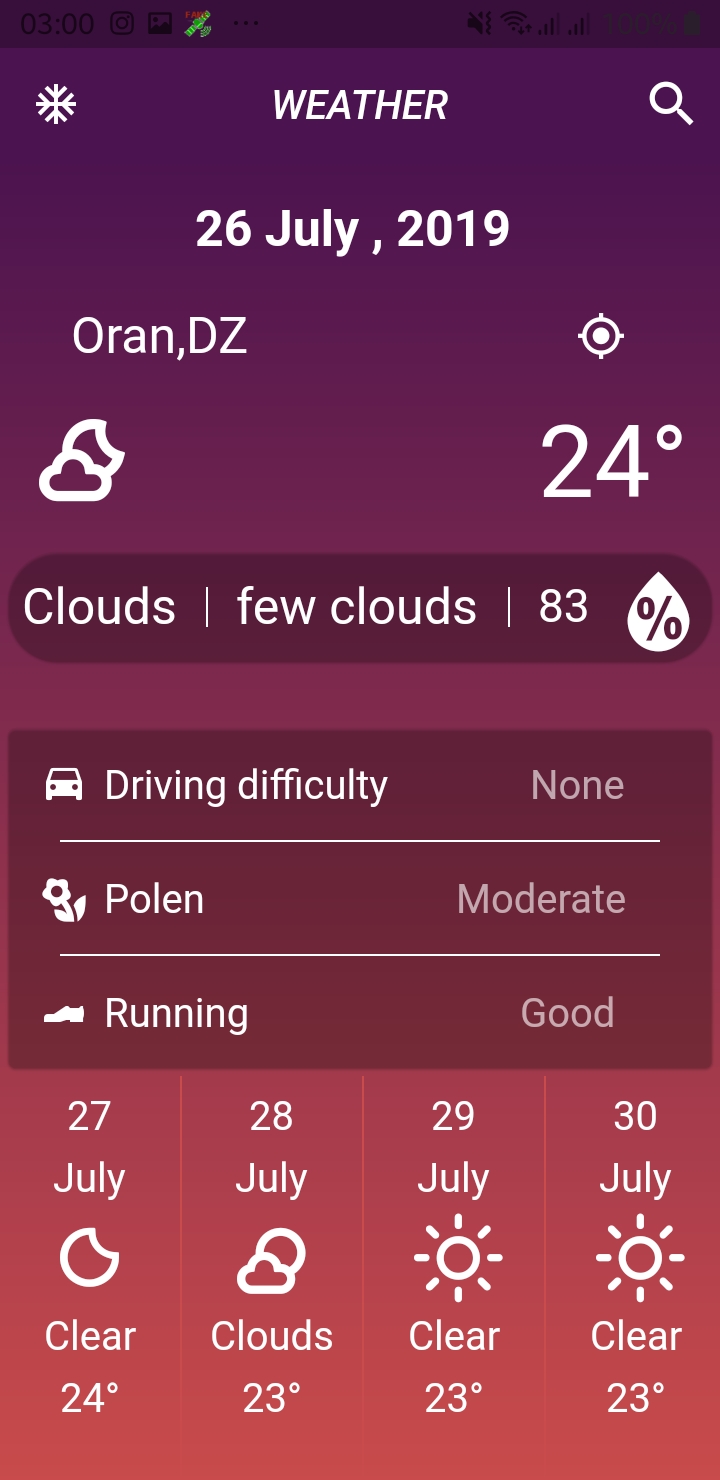 03:00 FAKE ... 100%
WEATHER
26 July , 2019
Oran,DZ
24°
Clouds | few clouds | 83 %
Driving difficulty None
Polen Moderate
Running Good
27 28 29 30
July July July July
Clear Clouds Clear Clear
24° 23° 23° 23°